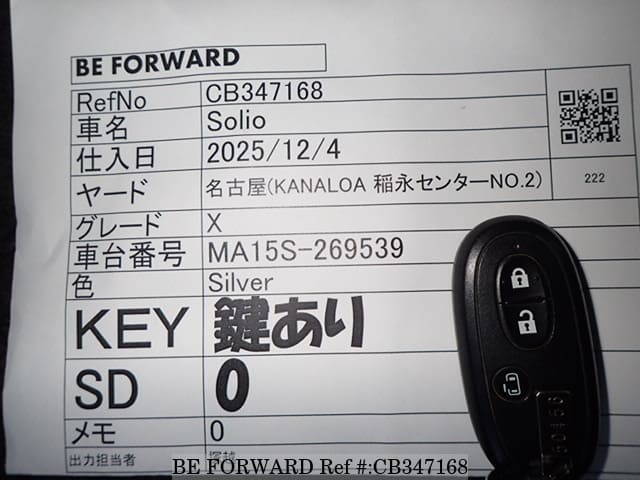 BE FORWARD
RefNo CB347168
車名 Solio
仕入日 2025/12/4
ヤード 名古屋(KANALOA 稲永センターNO.2) 222
グレード X
車台番号 MA15S-269539
色 Silver
KEY 鍵あり
SD 0
メモ 0
出力担当者 塚越
BE FORWARD Ref #:CB347168